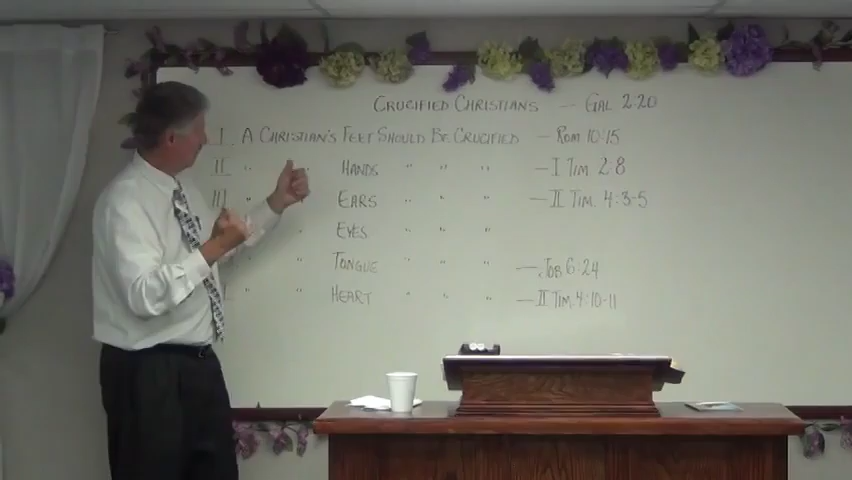 CRUCIFIED CHRISTIANS — GAL 2:20
I A CHRISTIAN'S FEET SHOULD BE CRUCIFIED — ROM 10:15
II " " HANDS " " " — I TIM 2:8
III " EARS " " " — II TIM. 4:3-5
" EYES " " "
" " TONGUE " " " — JOB 6:24
" " HEART " " " — II TIM. 4:10-11